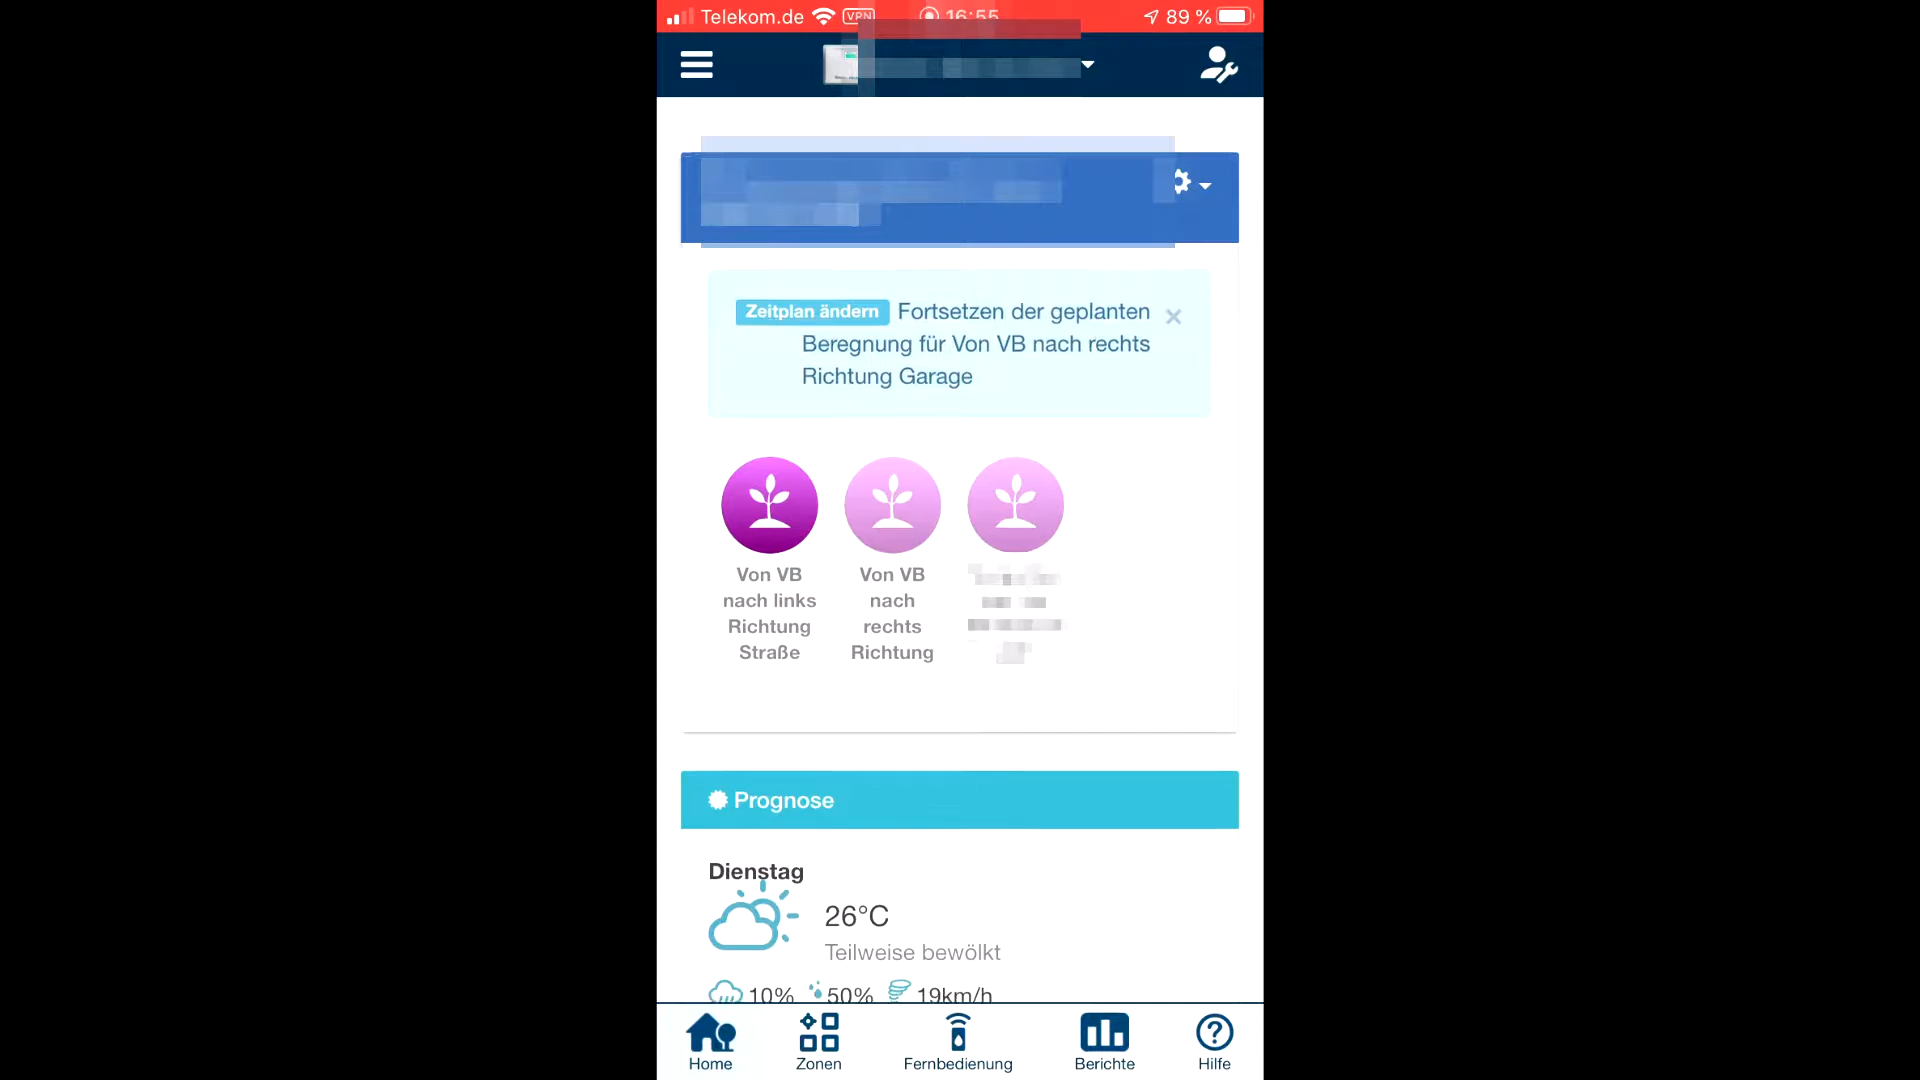 Telekom.de VPN 16:55 89 %
Zeitplan ändern Fortsetzen der geplanten
Beregnung für Von VB nach rechts
Richtung Garage
Von VB
nach links
Richtung
Straße
Von VB
nach
rechts
Richtung
Prognose
Dienstag
26°C
Teilweise bewölkt
10% 50% 19km/h
Home Zonen Fernbedienung Berichte Hilfe